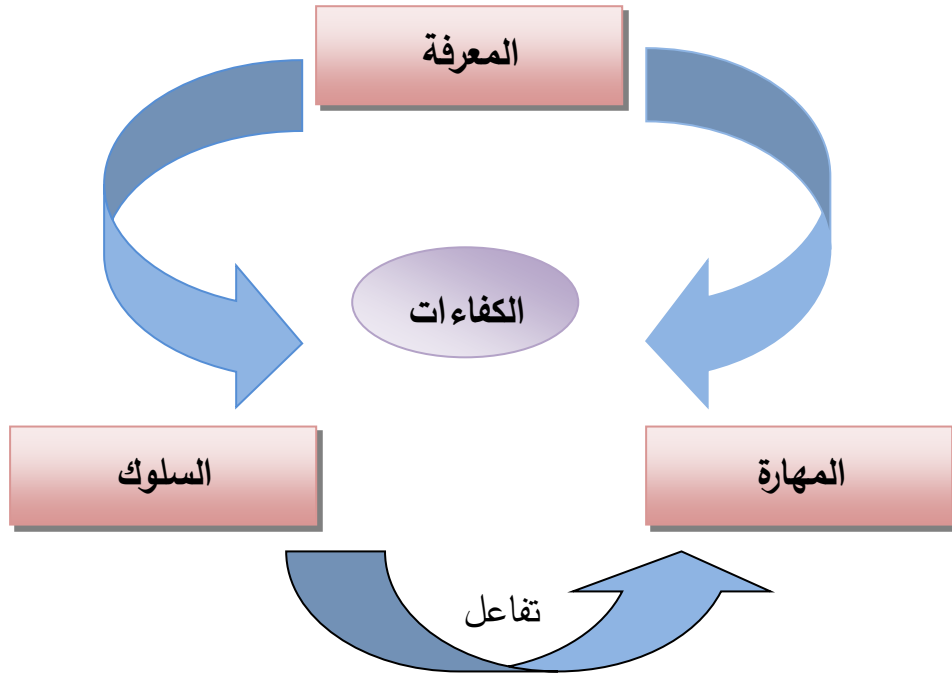 المعرفة
الكفاءات
المهارة
السلوك
تفاعل